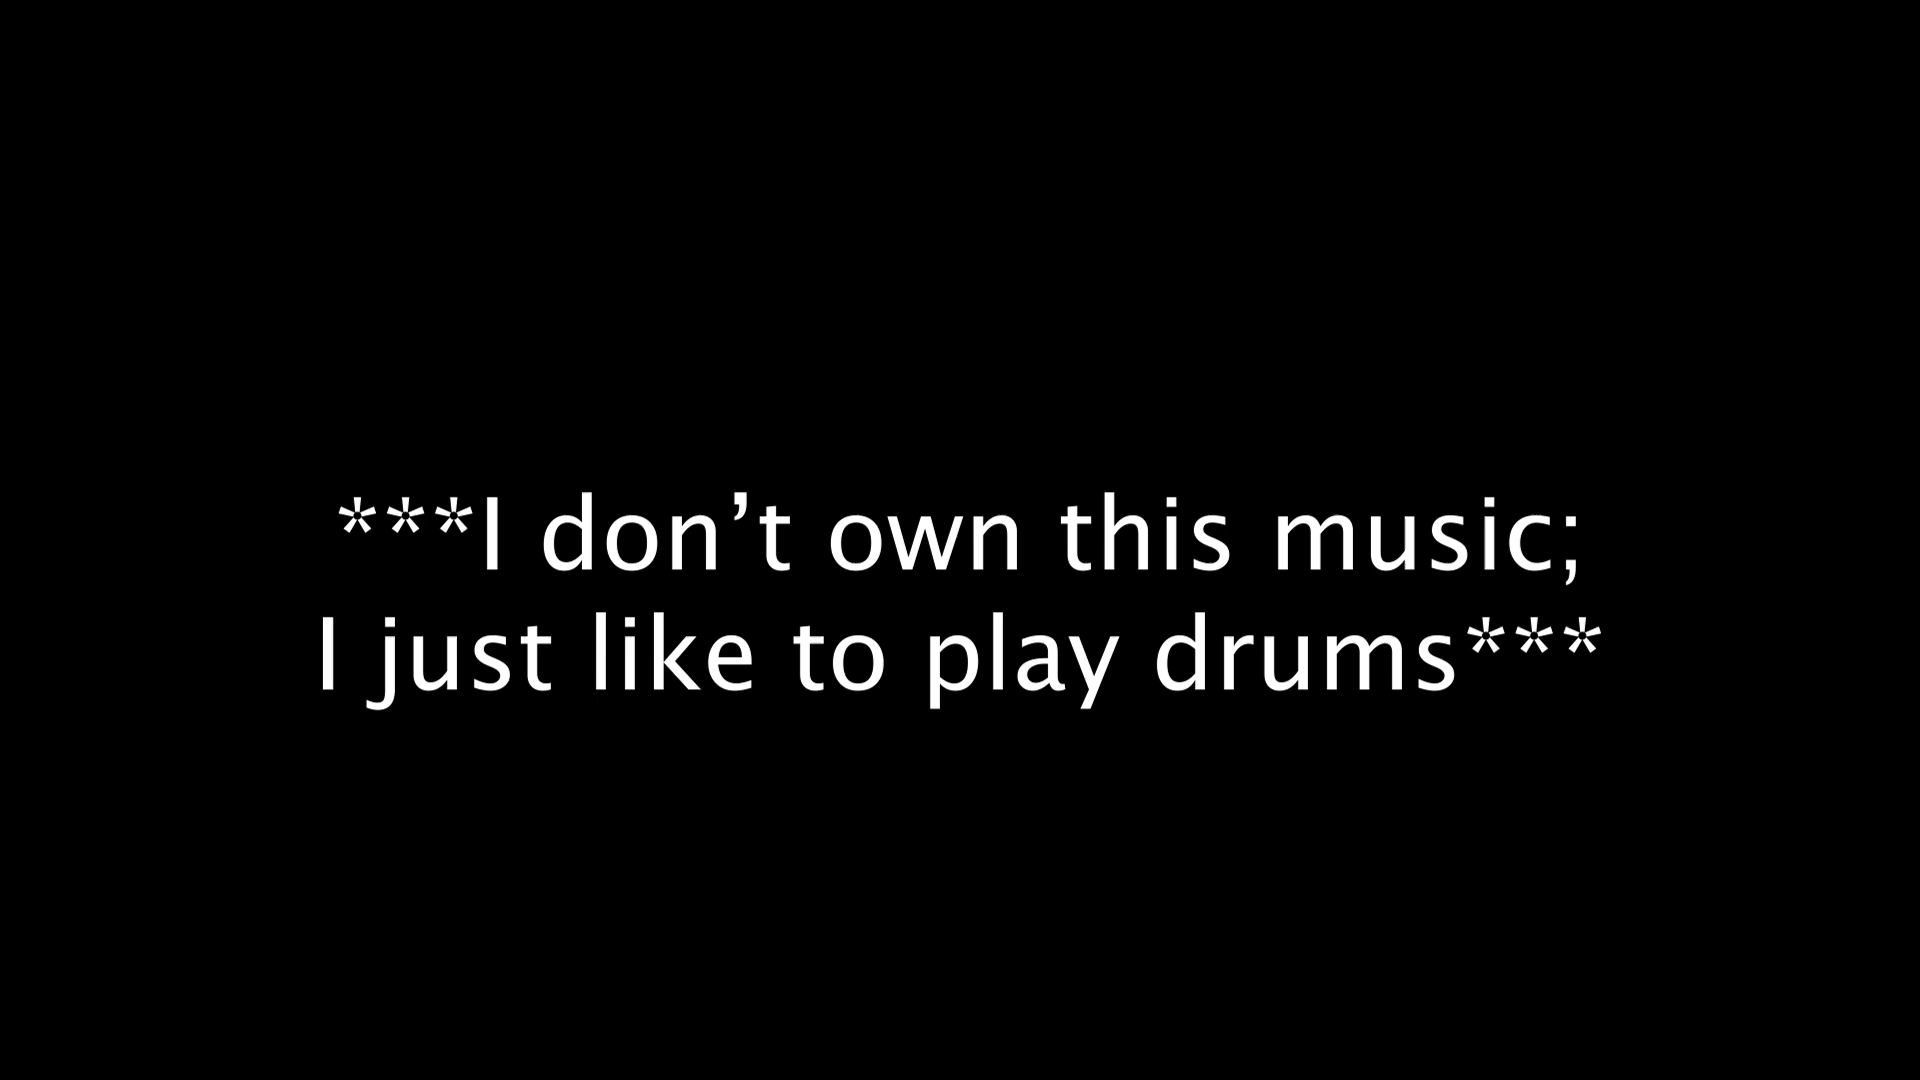 ***I don’t own this music;
I just like to play drums***